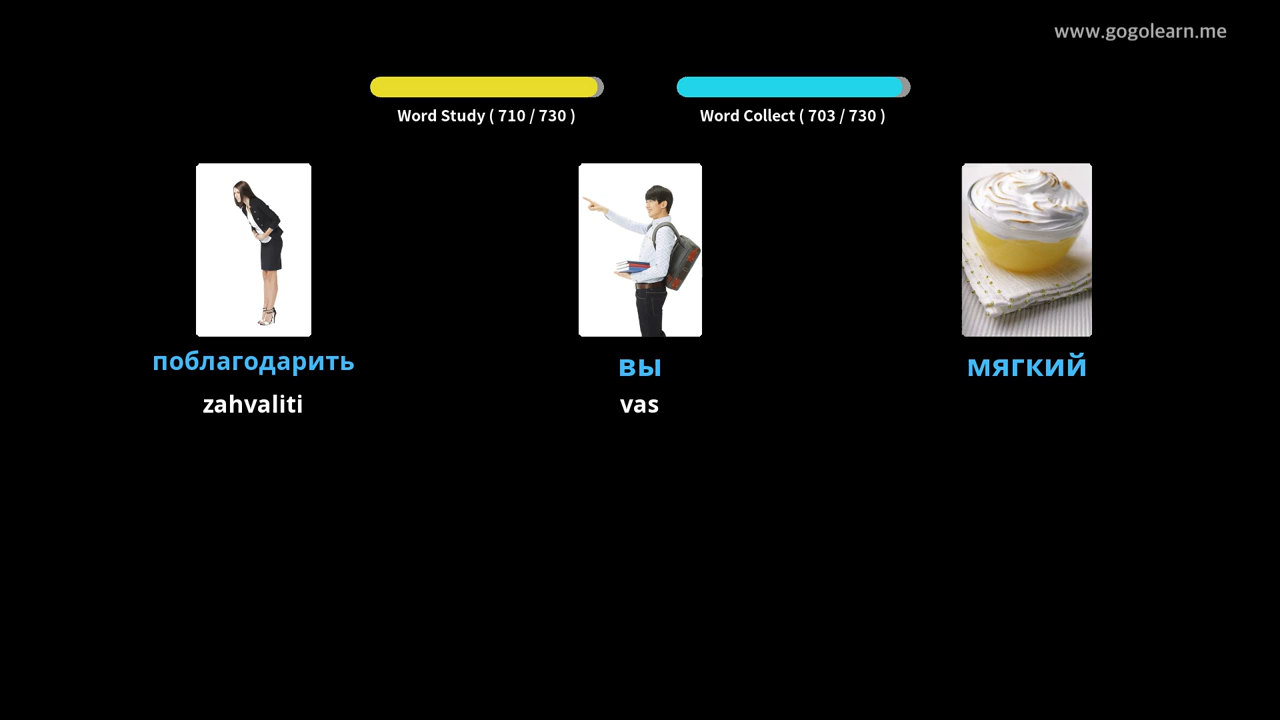 www.gogolearn.me
Word Study ( 710 / 730 )
Word Collect ( 703 / 730 )
поблагодарить
zahvaliti
вы
vas
мягкий